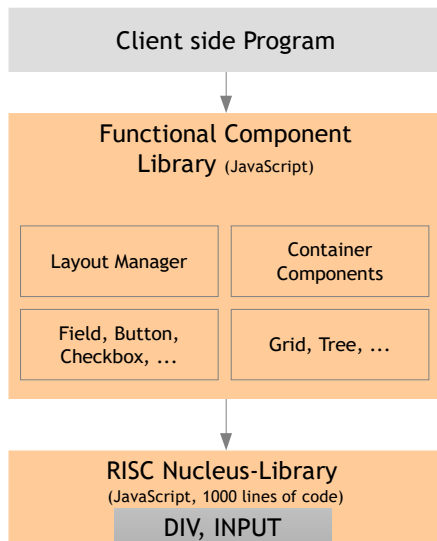 Client side Program
Functional Component
Library (JavaScript)
Layout Manager
Container
Components
Field, Button,
Checkbox, ...
Grid, Tree, ...
RISC Nucleus-Library
(JavaScript, 1000 lines of code)
DIV, INPUT